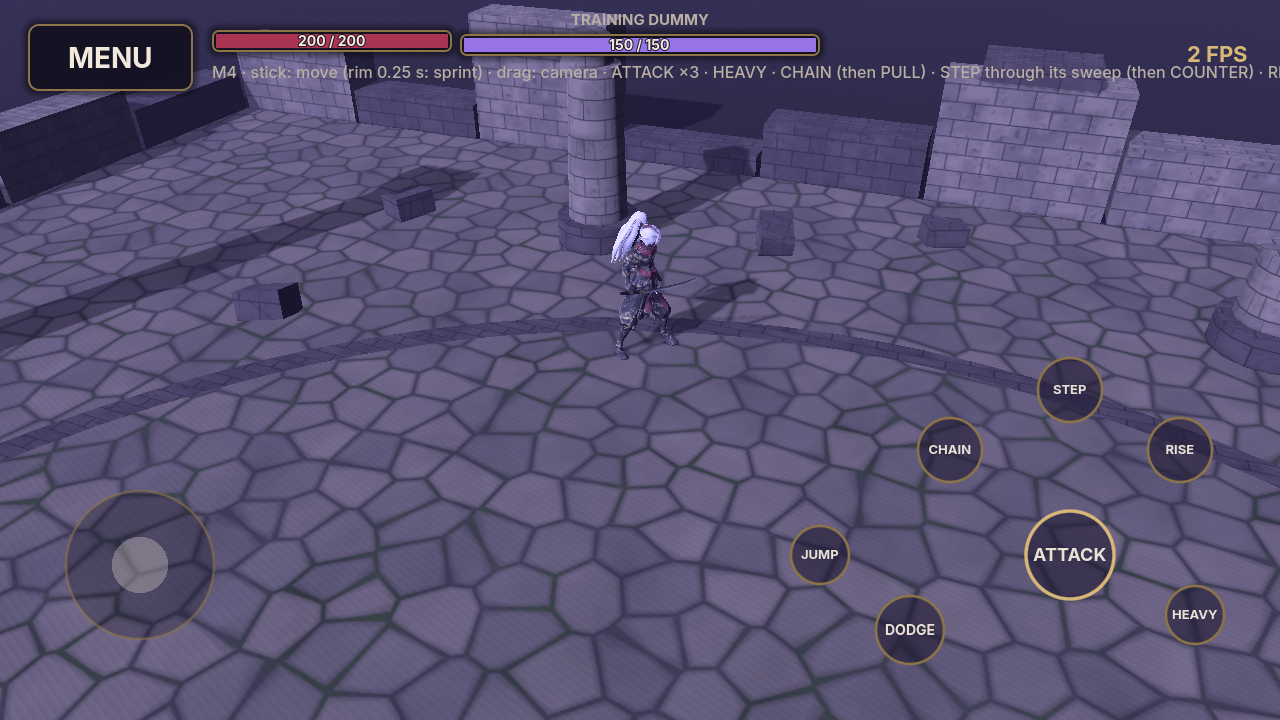 TRAINING DUMMY
MENU
200 / 200
150 / 150
2 FPS
M4 · stick: move (rim 0.25 s: sprint) · drag: camera · ATTACK ×3 · HEAVY · CHAIN (then PULL) · STEP through its sweep (then COUNTER) ·
STEP
CHAIN
RISE
JUMP
ATTACK
DODGE
HEAVY